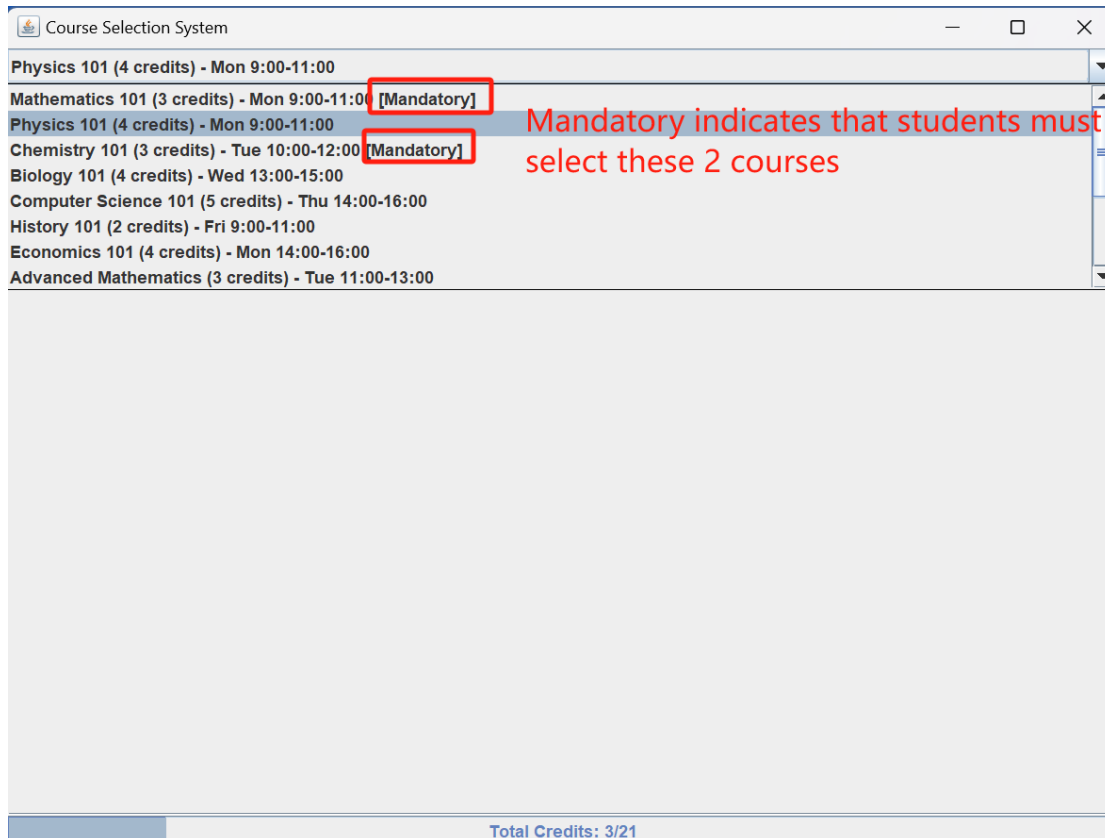 Course Selection System
Physics 101 (4 credits) - Mon 9:00-11:00
Mathematics 101 (3 credits) - Mon 9:00-11:00 [Mandatory]
Physics 101 (4 credits) - Mon 9:00-11:00
Chemistry 101 (3 credits) - Tue 10:00-12:00 [Mandatory]
Mandatory indicates that students must
select these 2 courses
Biology 101 (4 credits) - Wed 13:00-15:00
Computer Science 101 (5 credits) - Thu 14:00-16:00
History 101 (2 credits) - Fri 9:00-11:00
Economics 101 (4 credits) - Mon 14:00-16:00
Advanced Mathematics (3 credits) - Tue 11:00-13:00
Total Credits: 3/21